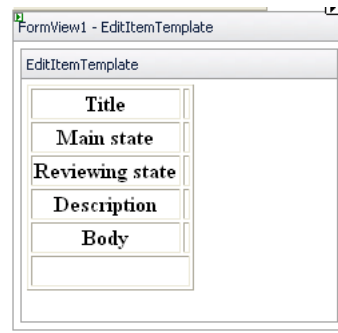 FormView1 - EditItemTemplate
EditItemTemplate
Title
Main state
Reviewing state
Description
Body